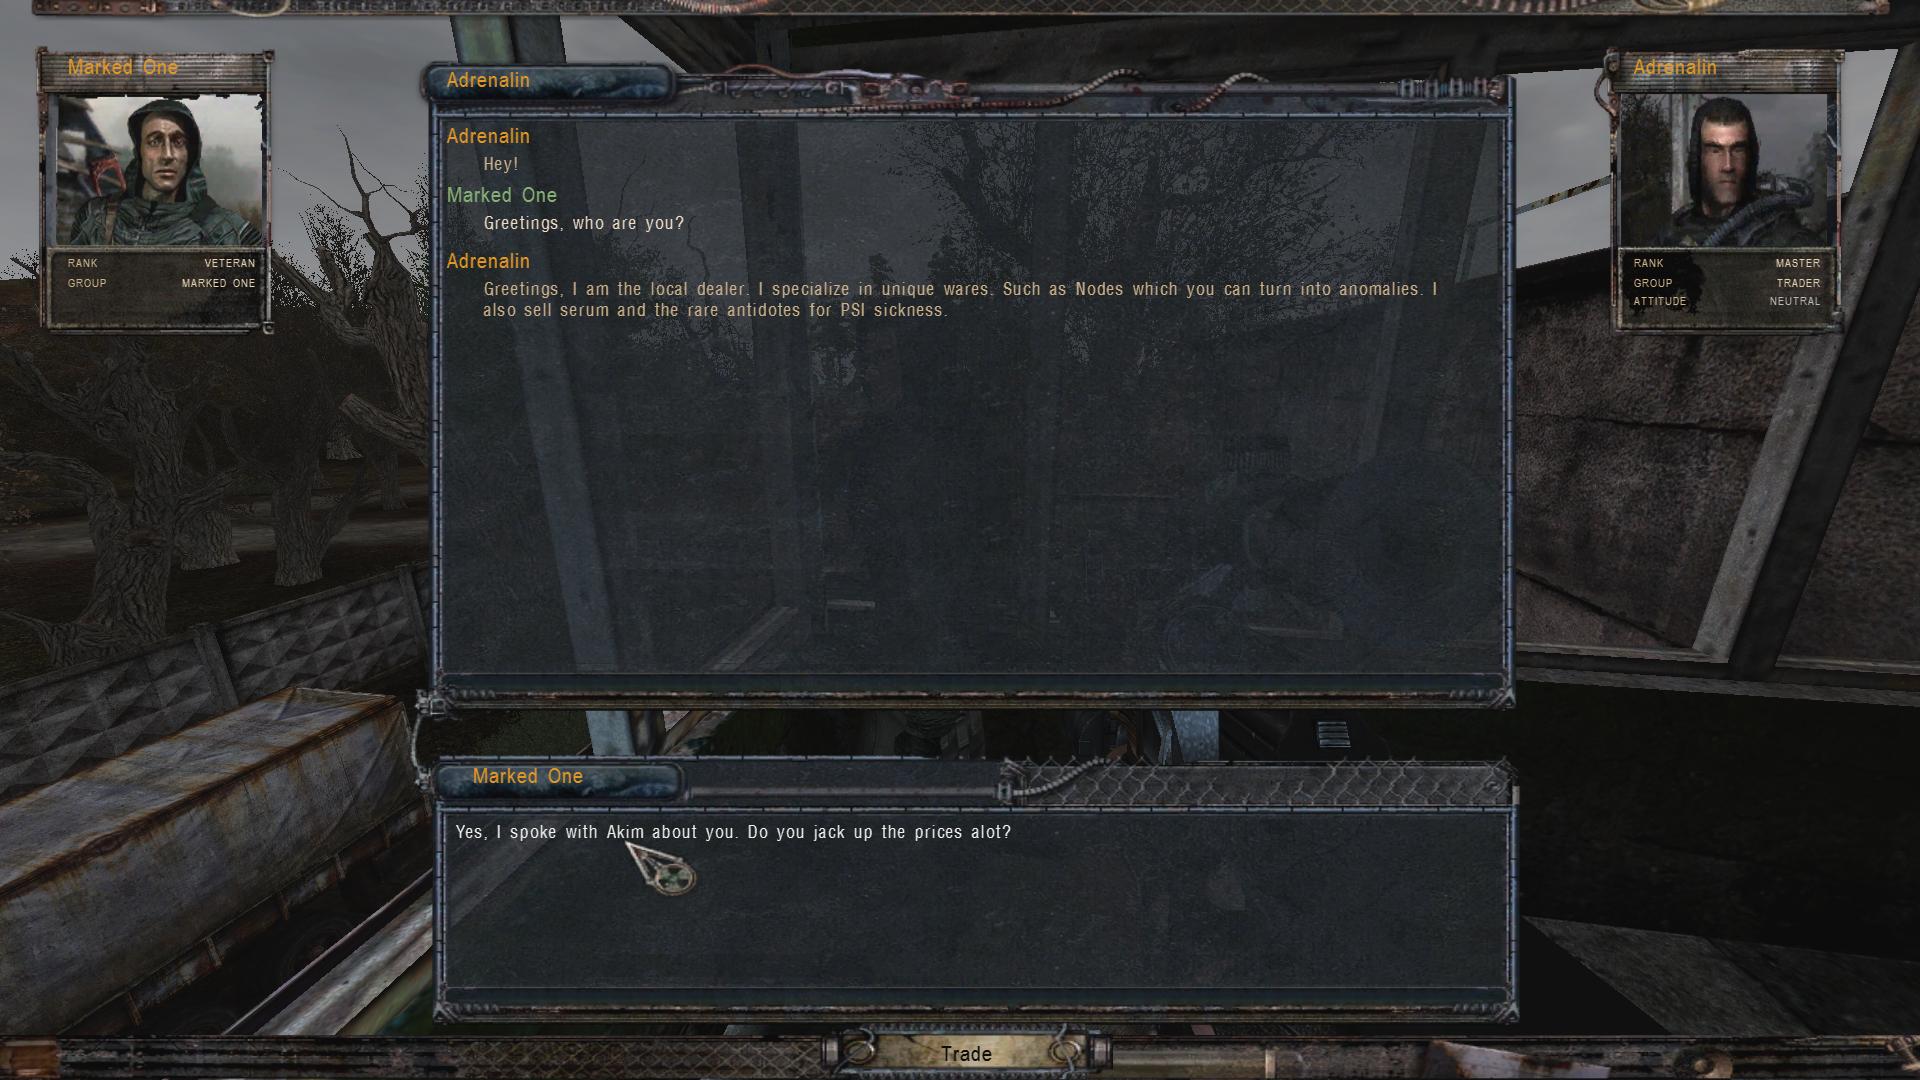 Marked One
RANK VETERAN
GROUP MARKED ONE
Adrenalin
Adrenalin
Hey!
Marked One
Greetings, who are you?
Adrenalin
Greetings, I am the local dealer. I specialize in unique wares. Such as Nodes which you can turn into anomalies. I
also sell serum and the rare antidotes for PSI sickness.
Adrenalin
RANK MASTER
GROUP TRADER
ATTITUDE NEUTRAL
Marked One
Yes, I spoke with Akim about you. Do you jack up the prices alot?
Trade